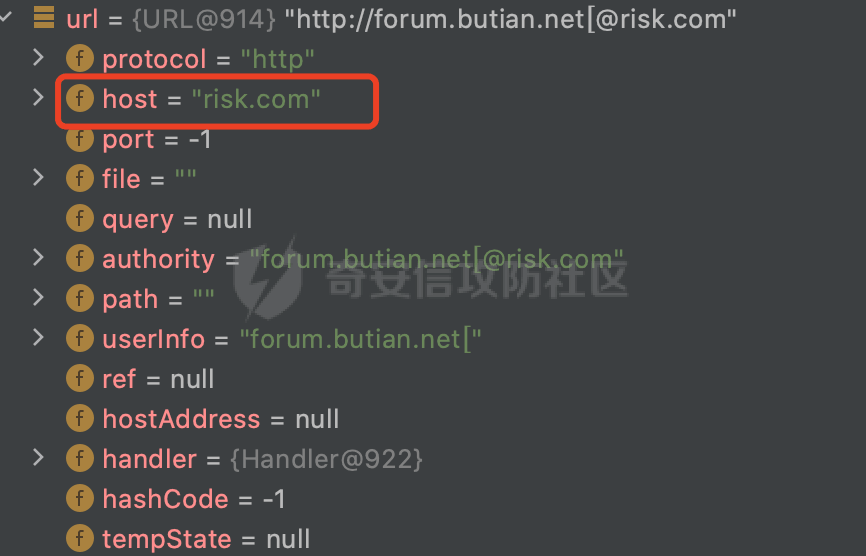 url = {URL@914} "http://forum.butian.net[@risk.com"
f protocol = "http"
f host = "risk.com"
f port = -1
f file = ""
f query = null
f authority = "forum.butian.net[@risk.com"
奇安信攻防社区
f path = ""
f userInfo = "forum.butian.net["
f ref = null
f hostAddress = null
f handler = {Handler@922}
f hashCode = -1
f tempState = null